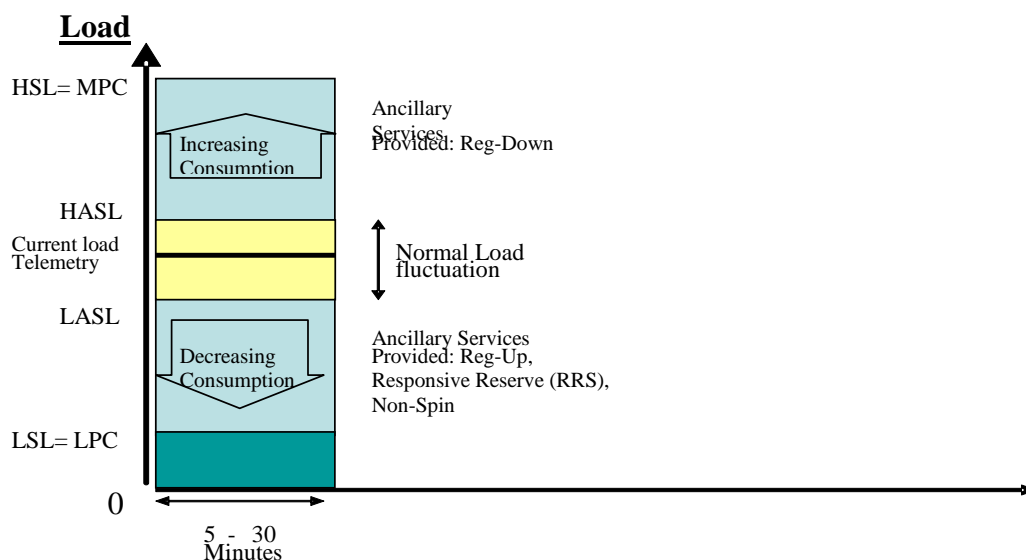 Load
HSL= MPC
Ancillary
Services
Provided: Reg-Down
Increasing
Consumption
HASL
Current load
Telemetry
Normal Load
fluctuation
LASL
Ancillary Services
Provided: Reg-Up,
Responsive Reserve (RRS),
Non-Spin
Decreasing
Consumption
LSL= LPC
0
5 - 30
Minutes